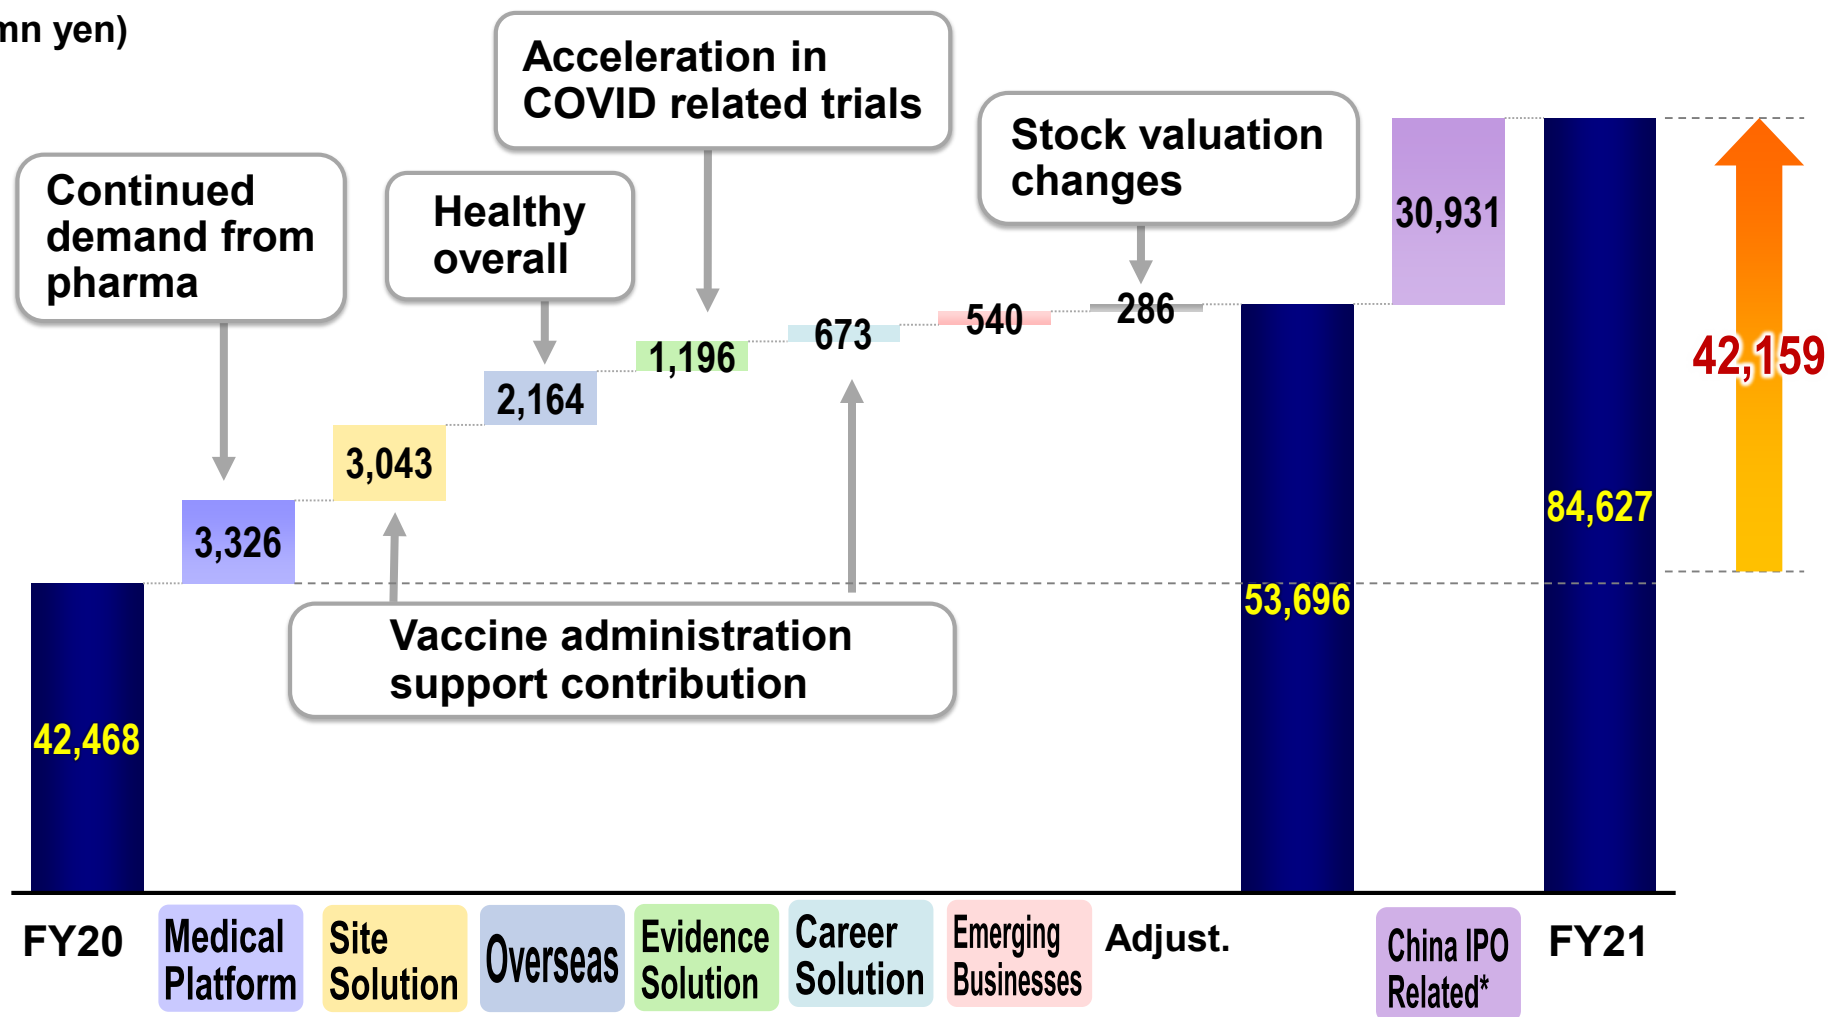 mn yen)
Acceleration in
COVID related trials
Stock valuation
changes
Continued
demand from
pharma
Healthy
overall
30,931
286
540
673
1,196
42,159
2,164
3,043
84,627
3,326
53,696
Vaccine administration
support contribution
42,468
FY20
Medical
Platform
Site
Solution
Overseas
Evidence
Solution
Career
Solution
Emerging
Businesses
Adjust.
China IPO
Related*
FY21